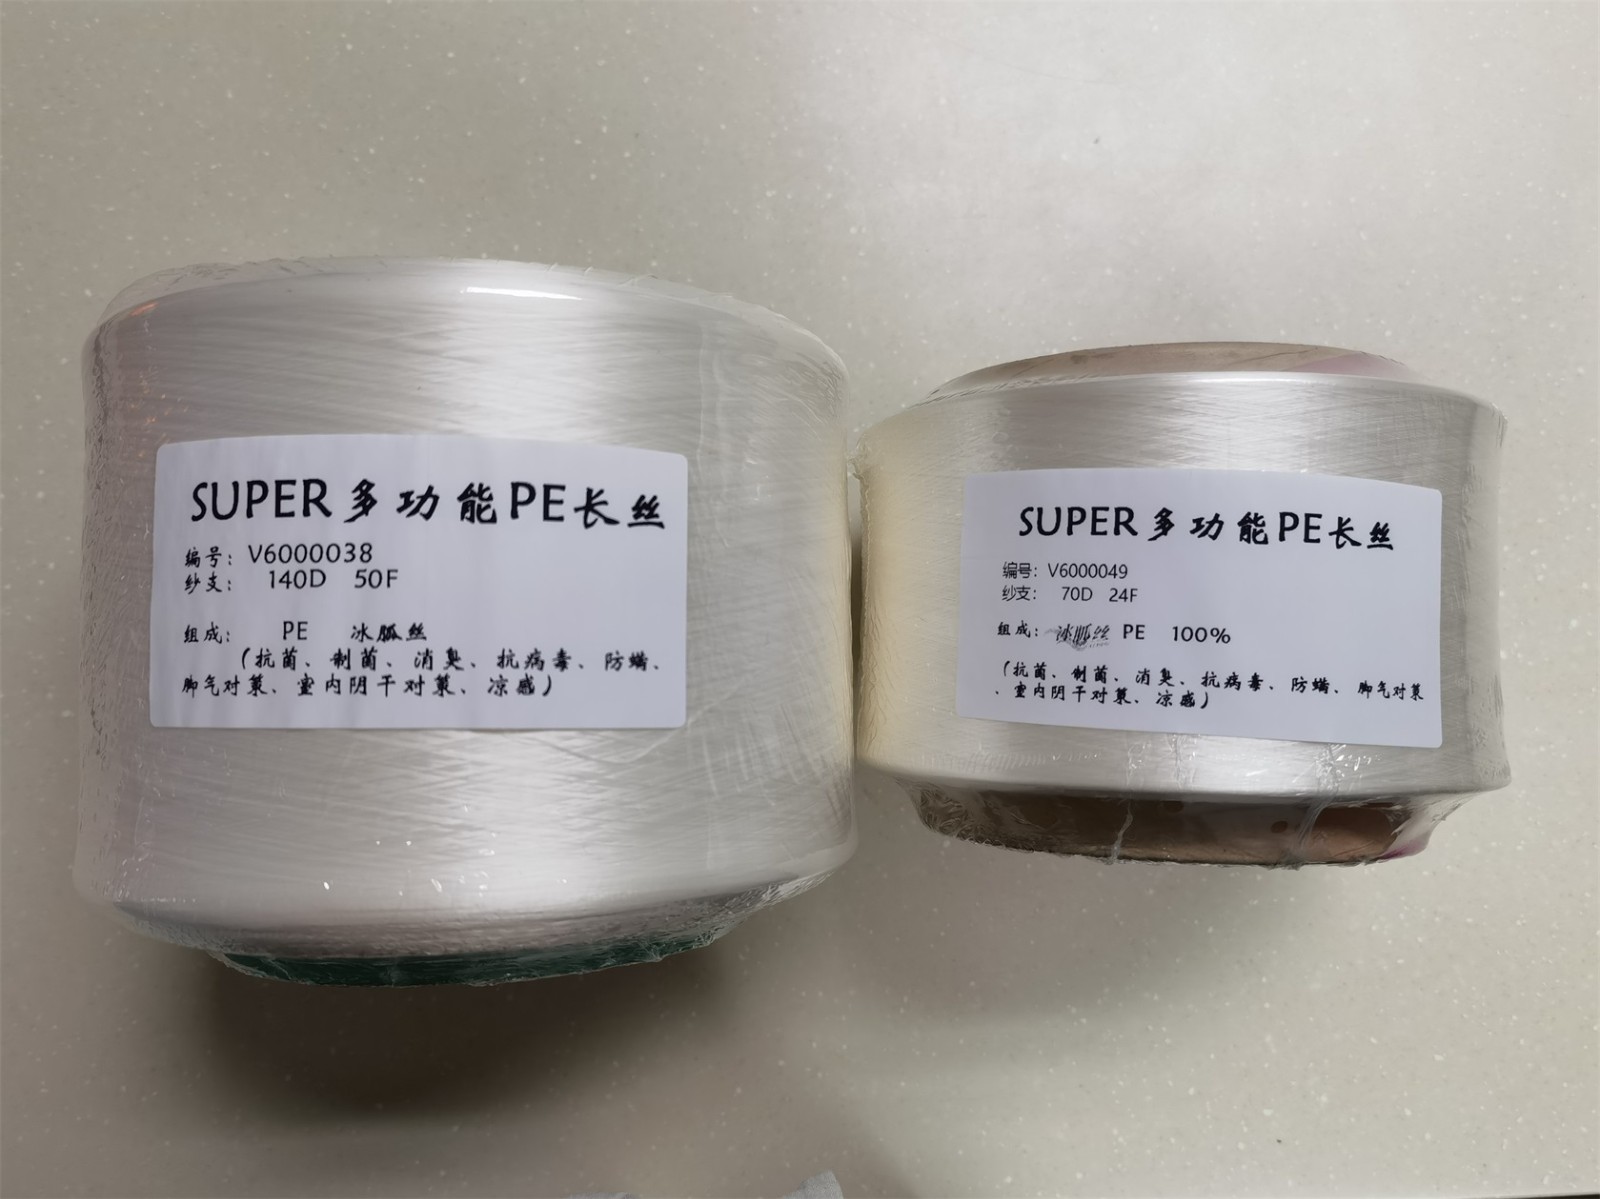 SUPER多功能PE长丝
编号: V6000038
纱支: 140D 50F
组成: PE 冰胍丝
(抗菌、制菌、消臭、抗病毒、防螨、
脚气对策、室内阴干对策、凉感)
SUPER多功能PE长丝
编号: V6000049
纱支: 70D 24F
组成: 冰胍丝 PE 100%
(抗菌、制菌、消臭、抗病毒、防螨、脚气对策
、室内阴干对策、凉感)